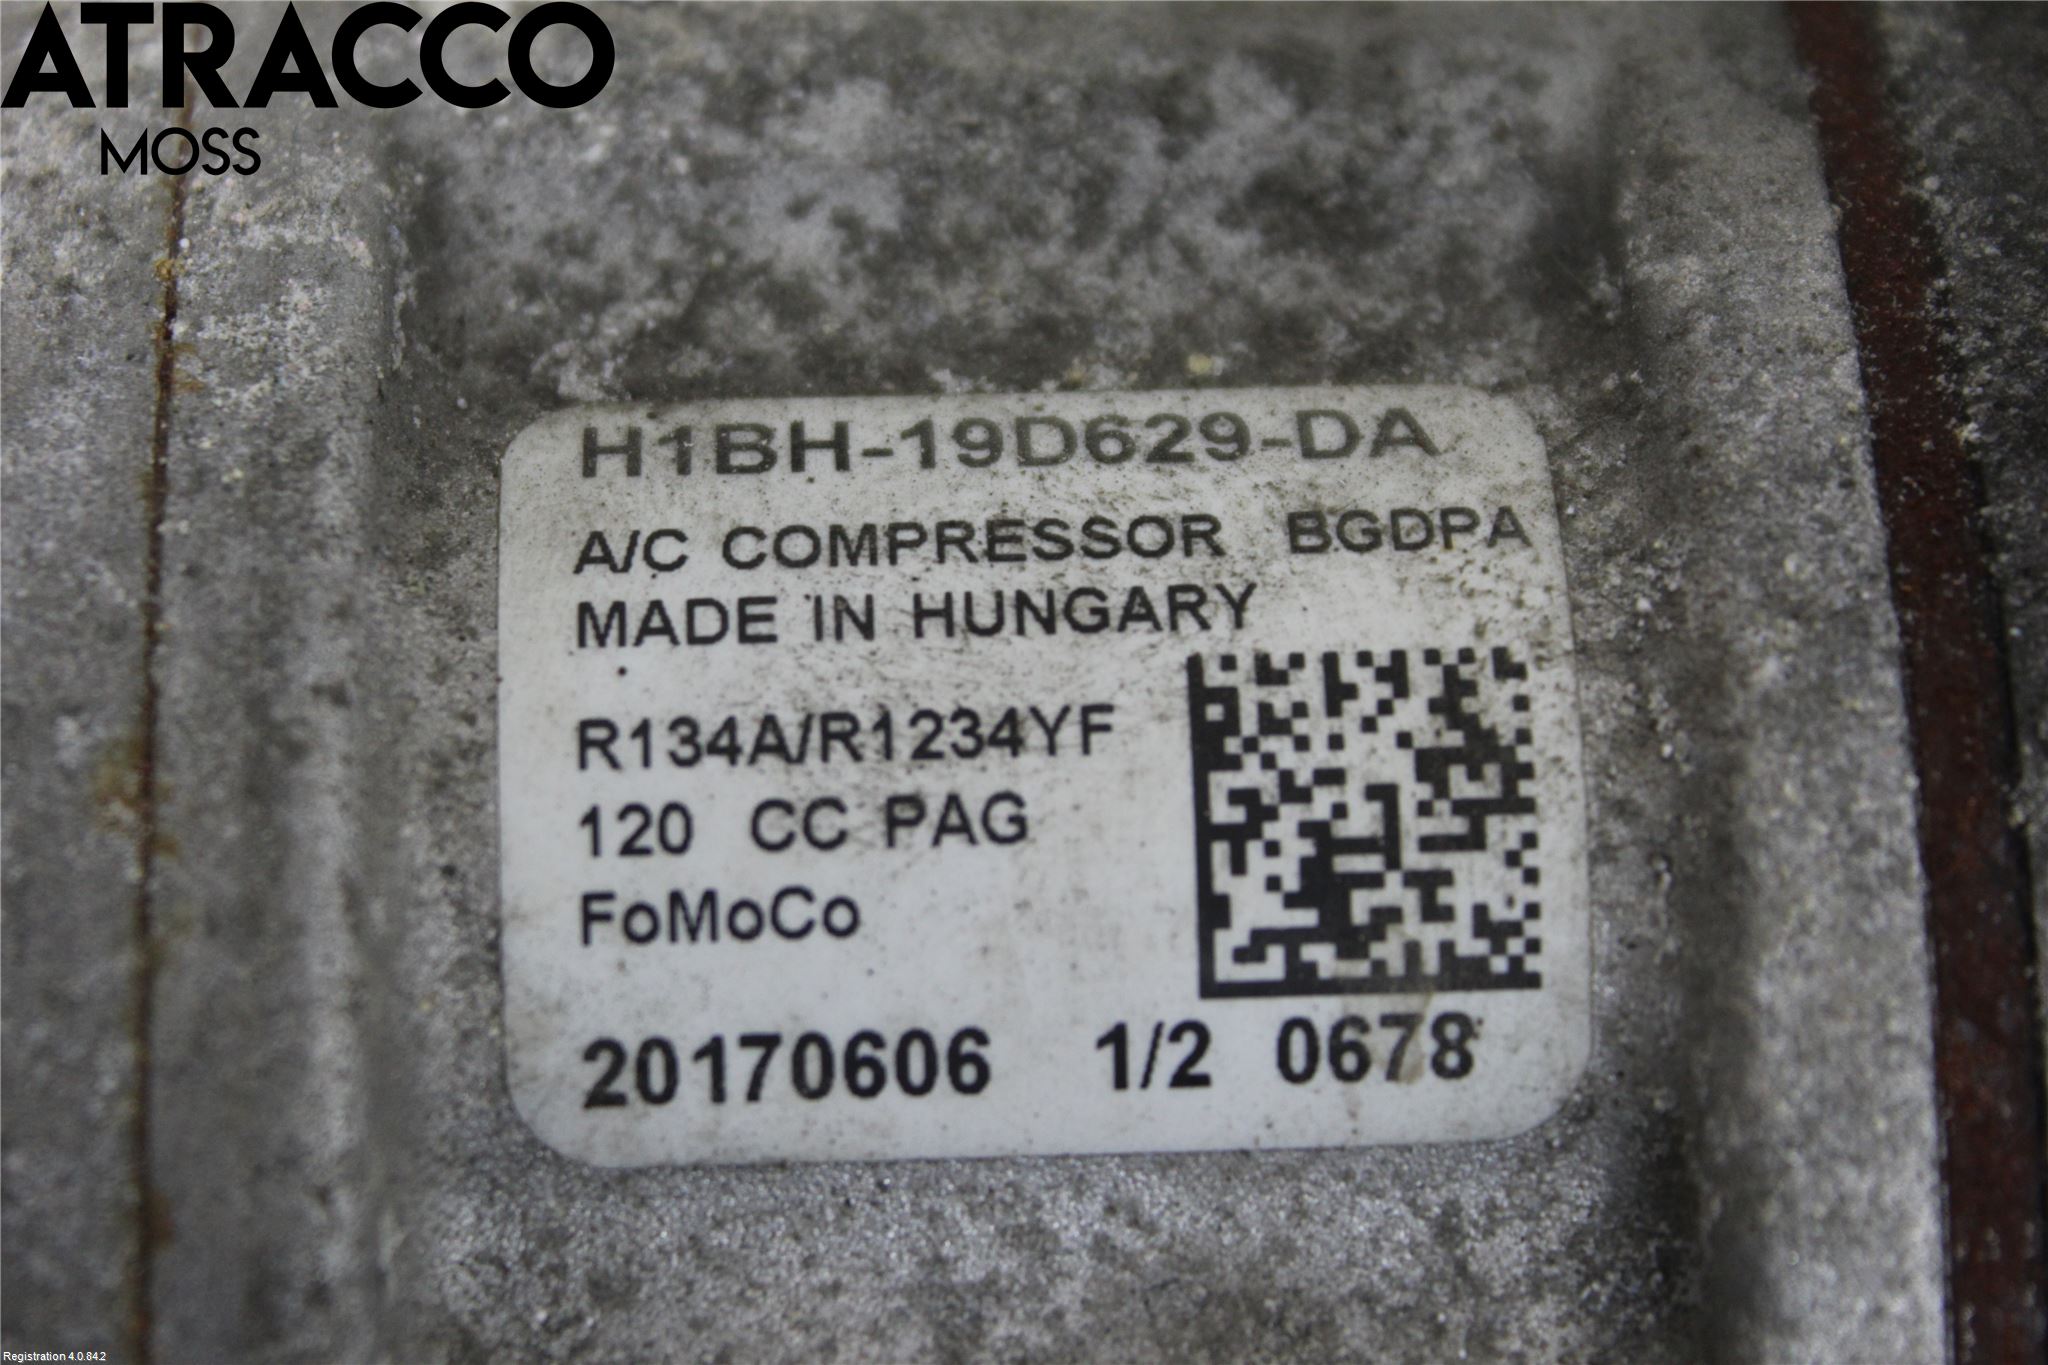 ATRACCO
MOSS
H1BH-19D629-DA
A/C COMPRESSOR BGDPA
MADE IN HUNGARY
R134A/R1234YF
120 CC PAG
FoMoCo
20170606 1/2 0678
Registration 4.0.84.2